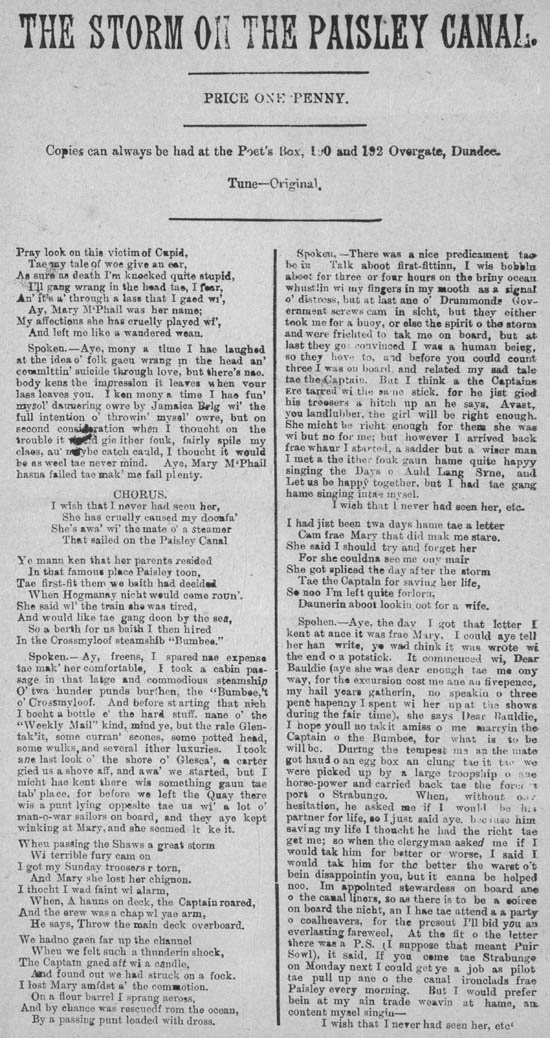 THE STORM ON THE PAISLEY CANAL.
PRICE ONE PENNY.
Copies can always be had at the Poet's Box, 190 and 192 Overgate, Dundee.
Tune—Original.
Pray look on this victim of Cupid,
Tae my tale of woe give an ear,
As sure as death I'm knocked quite stupid,
I'll gang wrang in the head tae, I fear,
An' it's a' through a lass that I gaed wi',
Ay, Mary M'Phail was her name;
My affections she has cruelly played wi',
And left me like a wandered wean.
Spoken.—Aye, mony a time I hae laughed
at the idea o' folk gaen wrang in the head an'
committin' suicide through love, but there's nae
body kens the impression it leaves when your
lass leaves you. I ken mony a time I hae fun'
mysol' daunering owre by Jamaica Brig wi' the
full intention o' throwin' mysel' owre, but on
second consideration when I thought on the
trouble it wad gie ither fouk, fairly spile my
claes, an' maybe catch cauld, I thought it would
be as weel tae never mind. Aye, Mary M'Phail
hasna failed tae mak' me fail plenty.
CHORUS.
I wish that I never had seen her,
She has cruelly caused my doonfa'
She's awa' wi' the mate o' a steamer
That sailed on the Paisley Canal
Ye mann ken that her parents resided
In that famous place Paisley toon,
Tae first-fit them we baith had decided
When Hogmanay nicht would come roun'.
She said wi' the train she was tired,
And would like tae gang doon by the sea,
So a berth for us baith I then hired
In the Crossmyloof steamshib "Bumbee."
Spoken.—Ay, freens, I spared nae expense
tae mak' her comfortable, I took a cabin pas-
sage in that latge and commodious steamship
O' twa hunder punds burthen, the "Bumbee,'t
o' Crossmyloof. And before starting that nich
I bocht a bottle e' the hard stuff. nane o' the
"Weekly Mail" kind, mind ye, but the rale Glen-
tak'it, some curran' scones, some potted head,
some wulks, and several ither luxuries. I took
ane last look o' the shore o' Glesca', a carter
gied us a shove aff, and awa' we started, but I
micht hae kent there wis something gaun tae
tab' place, for before we left the Quay there
wis a punt lying opposite tae us wi' a lot o'
man-o-war sailors on board, and they aye kept
winking at Mary, and she seemed t like it.
When passing the Shaws a great storm
Wi terrible fury cam on
I got my Sunday troosers r torn,
And Mary she lost her chignon.
I thocht I wad faint wi alarm,
When, A hauns on deck, the Captain roared,
And the crew was a chap wi yae arm,
He says, Throw the main deck overboard.
We hadno gaen far up the channel
When we felt such a thunderin shock,
The Captain gaed aff wi a candle,
And found out we had struck on a fock.
I lost Mary amfdst a' the commotion.
On a flour barrel I sprang across,
And by chance was rescuedf rom the ocean,
By a passing punt loaded with dross.
Spoken.—There was a nice predicament tae
be in Talk aboot first-fittinn, I wis bobbln
aboot for three or four hours on the briny ocean
whustlin wi my fingers in my mooth as a signal
o' distress, but at last ane o' Drummonds Gov-
ernment screws cam in sicht, but they either
took me for a buoy, or else the spirit o the storm
and were frichted to tak me on board, but at
last they got convinced I was a human being,
so they hove to, and before you could count
three I was on board. and related my sad tale
tae the Captain. But I think a the Captains
are tarred wi the same stick, for he jist gied
his troosers a hitch up an he says, Avast,
you landlubber, the girl will be right enough.
She micht be richt enough for them she was
wi but no for me; but however I arrived back
frae whaur I started, a sadder but a wiser man
I met a the ither fouk gaun hame quite hapyy
singing the Days o Auld Lang Syne, and
Let us be happy together, but I had tae gang
hame singing intae mysel.
I wish that I never had seen her, etc.
I had jist been twa days hame tae a letter
Cam frae Mary that did mak me stare.
She said I should try and forget her
For she couldna see me ony mair
She got spliced the day after the storm
Tae the Captain for saving her life,
So noo I'm left quite forlorn,
Daunerin aboot lookin oot for a wife.
Spoken.—Aye, the day I got that letter I
kent at ance it was frae Mary, I could aye tell
her han write, ye wad think it was wrote wi
the end o a potstick. It commenced wi, Dear
Bauldie (aye she was dear enough tae me ony
way, for the excursion cost me ane an fivepence,
my hail years gatherin, no speakin o three
pent hapenny I spent wi her up at the shows
during the fair time), she says Dear Bauldie,
I hope youll no tak it amiss o me marryin the
Captain o the Bumbee, for what is to be
will be. During the tempest me an the mate
got haud o an egg box an clung tae it till we
were picked up by a large troopship o ane
horse-power and carried back tae the
port o Strabungo. When, without
hesitation, he asked me if I would be his
partner for life, so I just said aye. because him
saving my life I thoucht he had the richt tae
get me; so when the clergyman asked me if I
would tak him for better or worse, I said I
would tak him for the better the warst o't
bein disappointin you, but it canna be helped
noo. Im appointed stewardess on board ane
o the canal liners, so as there is to be a soiree
on board the nicht, an I hae tae attend a a party
o coalheavers, for the present I'll bid you an
everlasting fareweel, At the fit o the letter
there was a P.S. (I suppose that meant Puir
Sowl), it said, If you come tae Strabungo
on Monday next I could get ye a job as pilot
tae pull up ane o the canal ironclads frae
Paisley every morning. But I would prefer
bein at my ain trade weavin at hame, an
content mysel singin—
I wish that I never had seen her, etc'